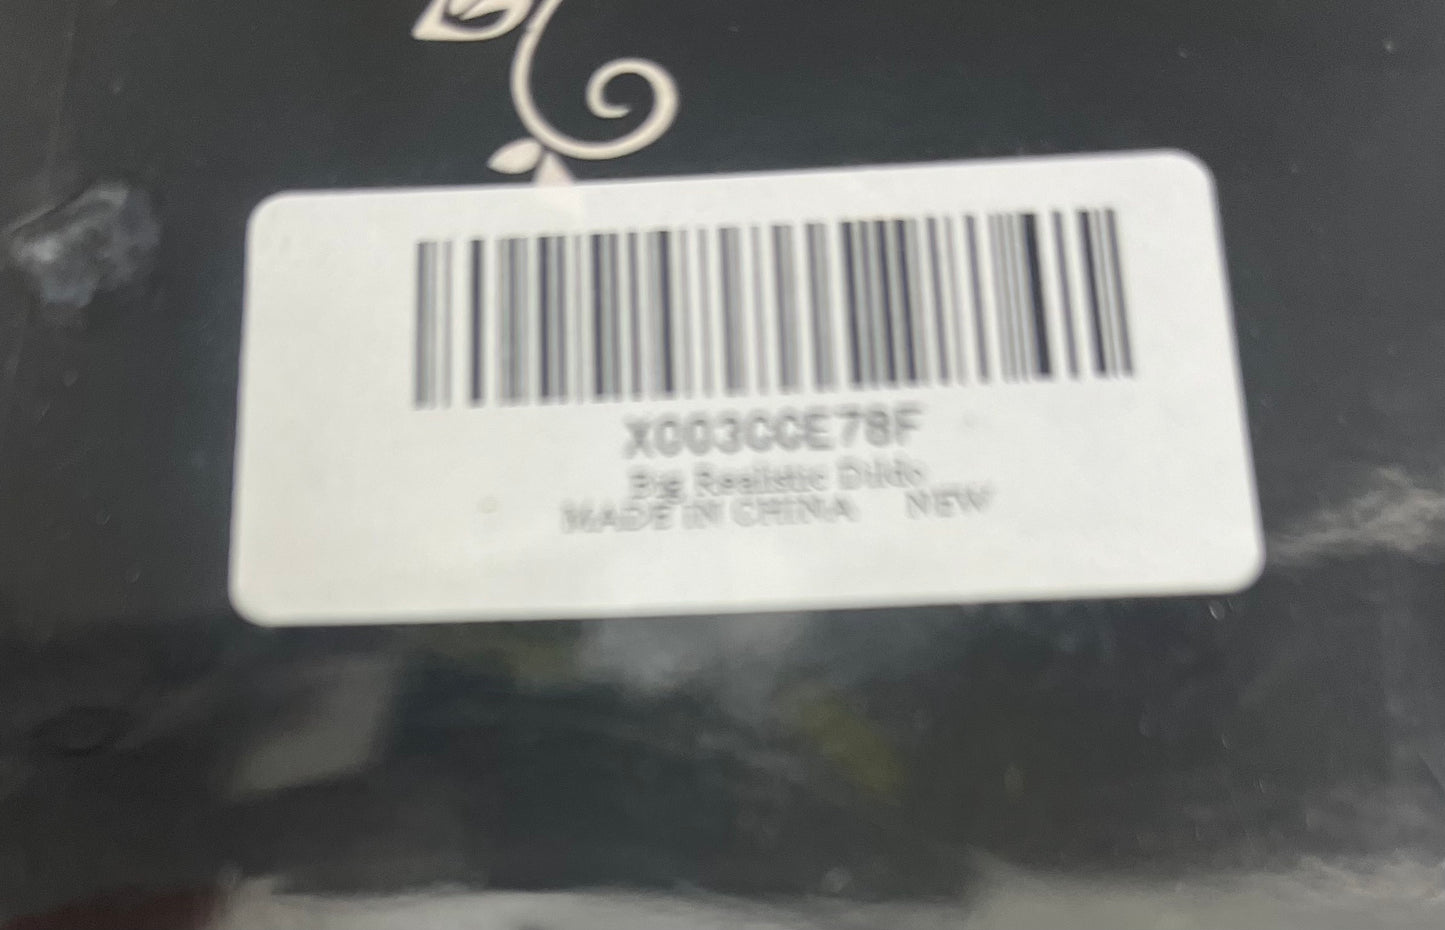 X003CCE78F
Big Realistic Dildo
MADE IN CHINA NEW